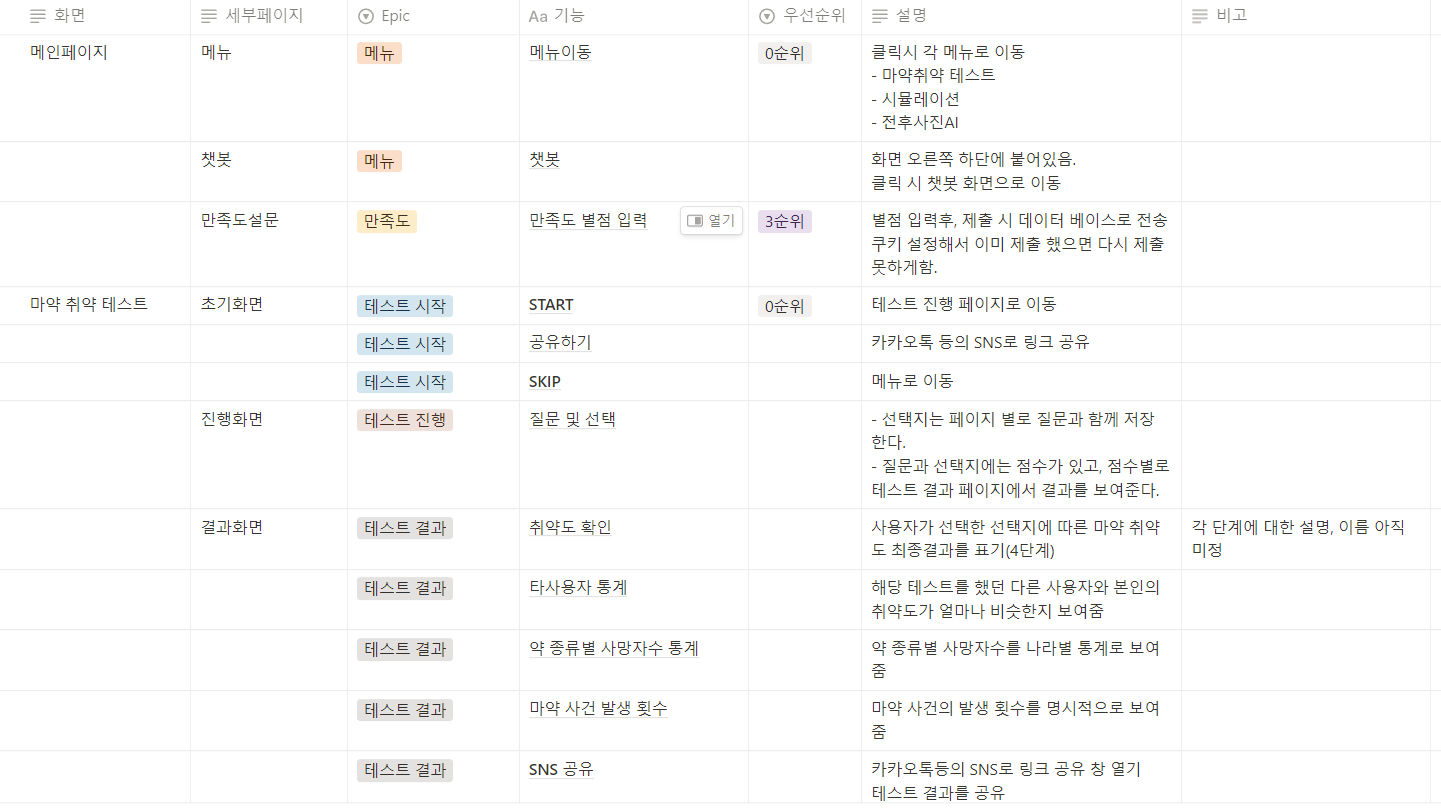 화면 세부페이지 Epic Aa 기능 우선순위 설명 비고
메인페이지 메뉴 메뉴 메뉴이동 0순위 클릭시 각 메뉴로 이동
- 마약취약 테스트
- 시뮬레이션
- 전후사진AI
챗봇 메뉴 챗봇 화면 오른쪽 하단에 붙어있음.
클릭 시 챗봇 화면으로 이동
만족도설문 만족도 만족도 별점 입력 열기 3순위 별점 입력후, 제출 시 데이터 베이스로 전송
쿠키 설정해서 이미 제출 했으면 다시 제출
못하게함.
마약 취약 테스트 초기화면 테스트 시작 START 0순위 테스트 진행 페이지로 이동
테스트 시작 공유하기 카카오톡 등의 SNS로 링크 공유
테스트 시작 SKIP 메뉴로 이동
진행화면 테스트 진행 질문 및 선택 - 선택지는 페이지 별로 질문과 함께 저장
한다.
- 질문과 선택지에는 점수가 있고, 점수별로
테스트 결과 페이지에서 결과를 보여준다.
결과화면 테스트 결과 취약도 확인 사용자가 선택한 선택지에 따른 마약 취약 각 단계에 대한 설명, 이름 아직
도 최종결과를 표기(4단계) 미정
테스트 결과 타사용자 통계 해당 테스트를 했던 다른 사용자와 본인의
취약도가 얼마나 비슷한지 보여줌
테스트 결과 약 종류별 사망자수 통계 약 종류별 사망자수를 나라별 통계로 보여
줌
테스트 결과 마약 사건 발생 횟수 마약 사건의 발생 횟수를 명시적으로 보여
줌
테스트 결과 SNS 공유 카카오톡등의 SNS로 링크 공유 창 열기
테스트 결과를 공유